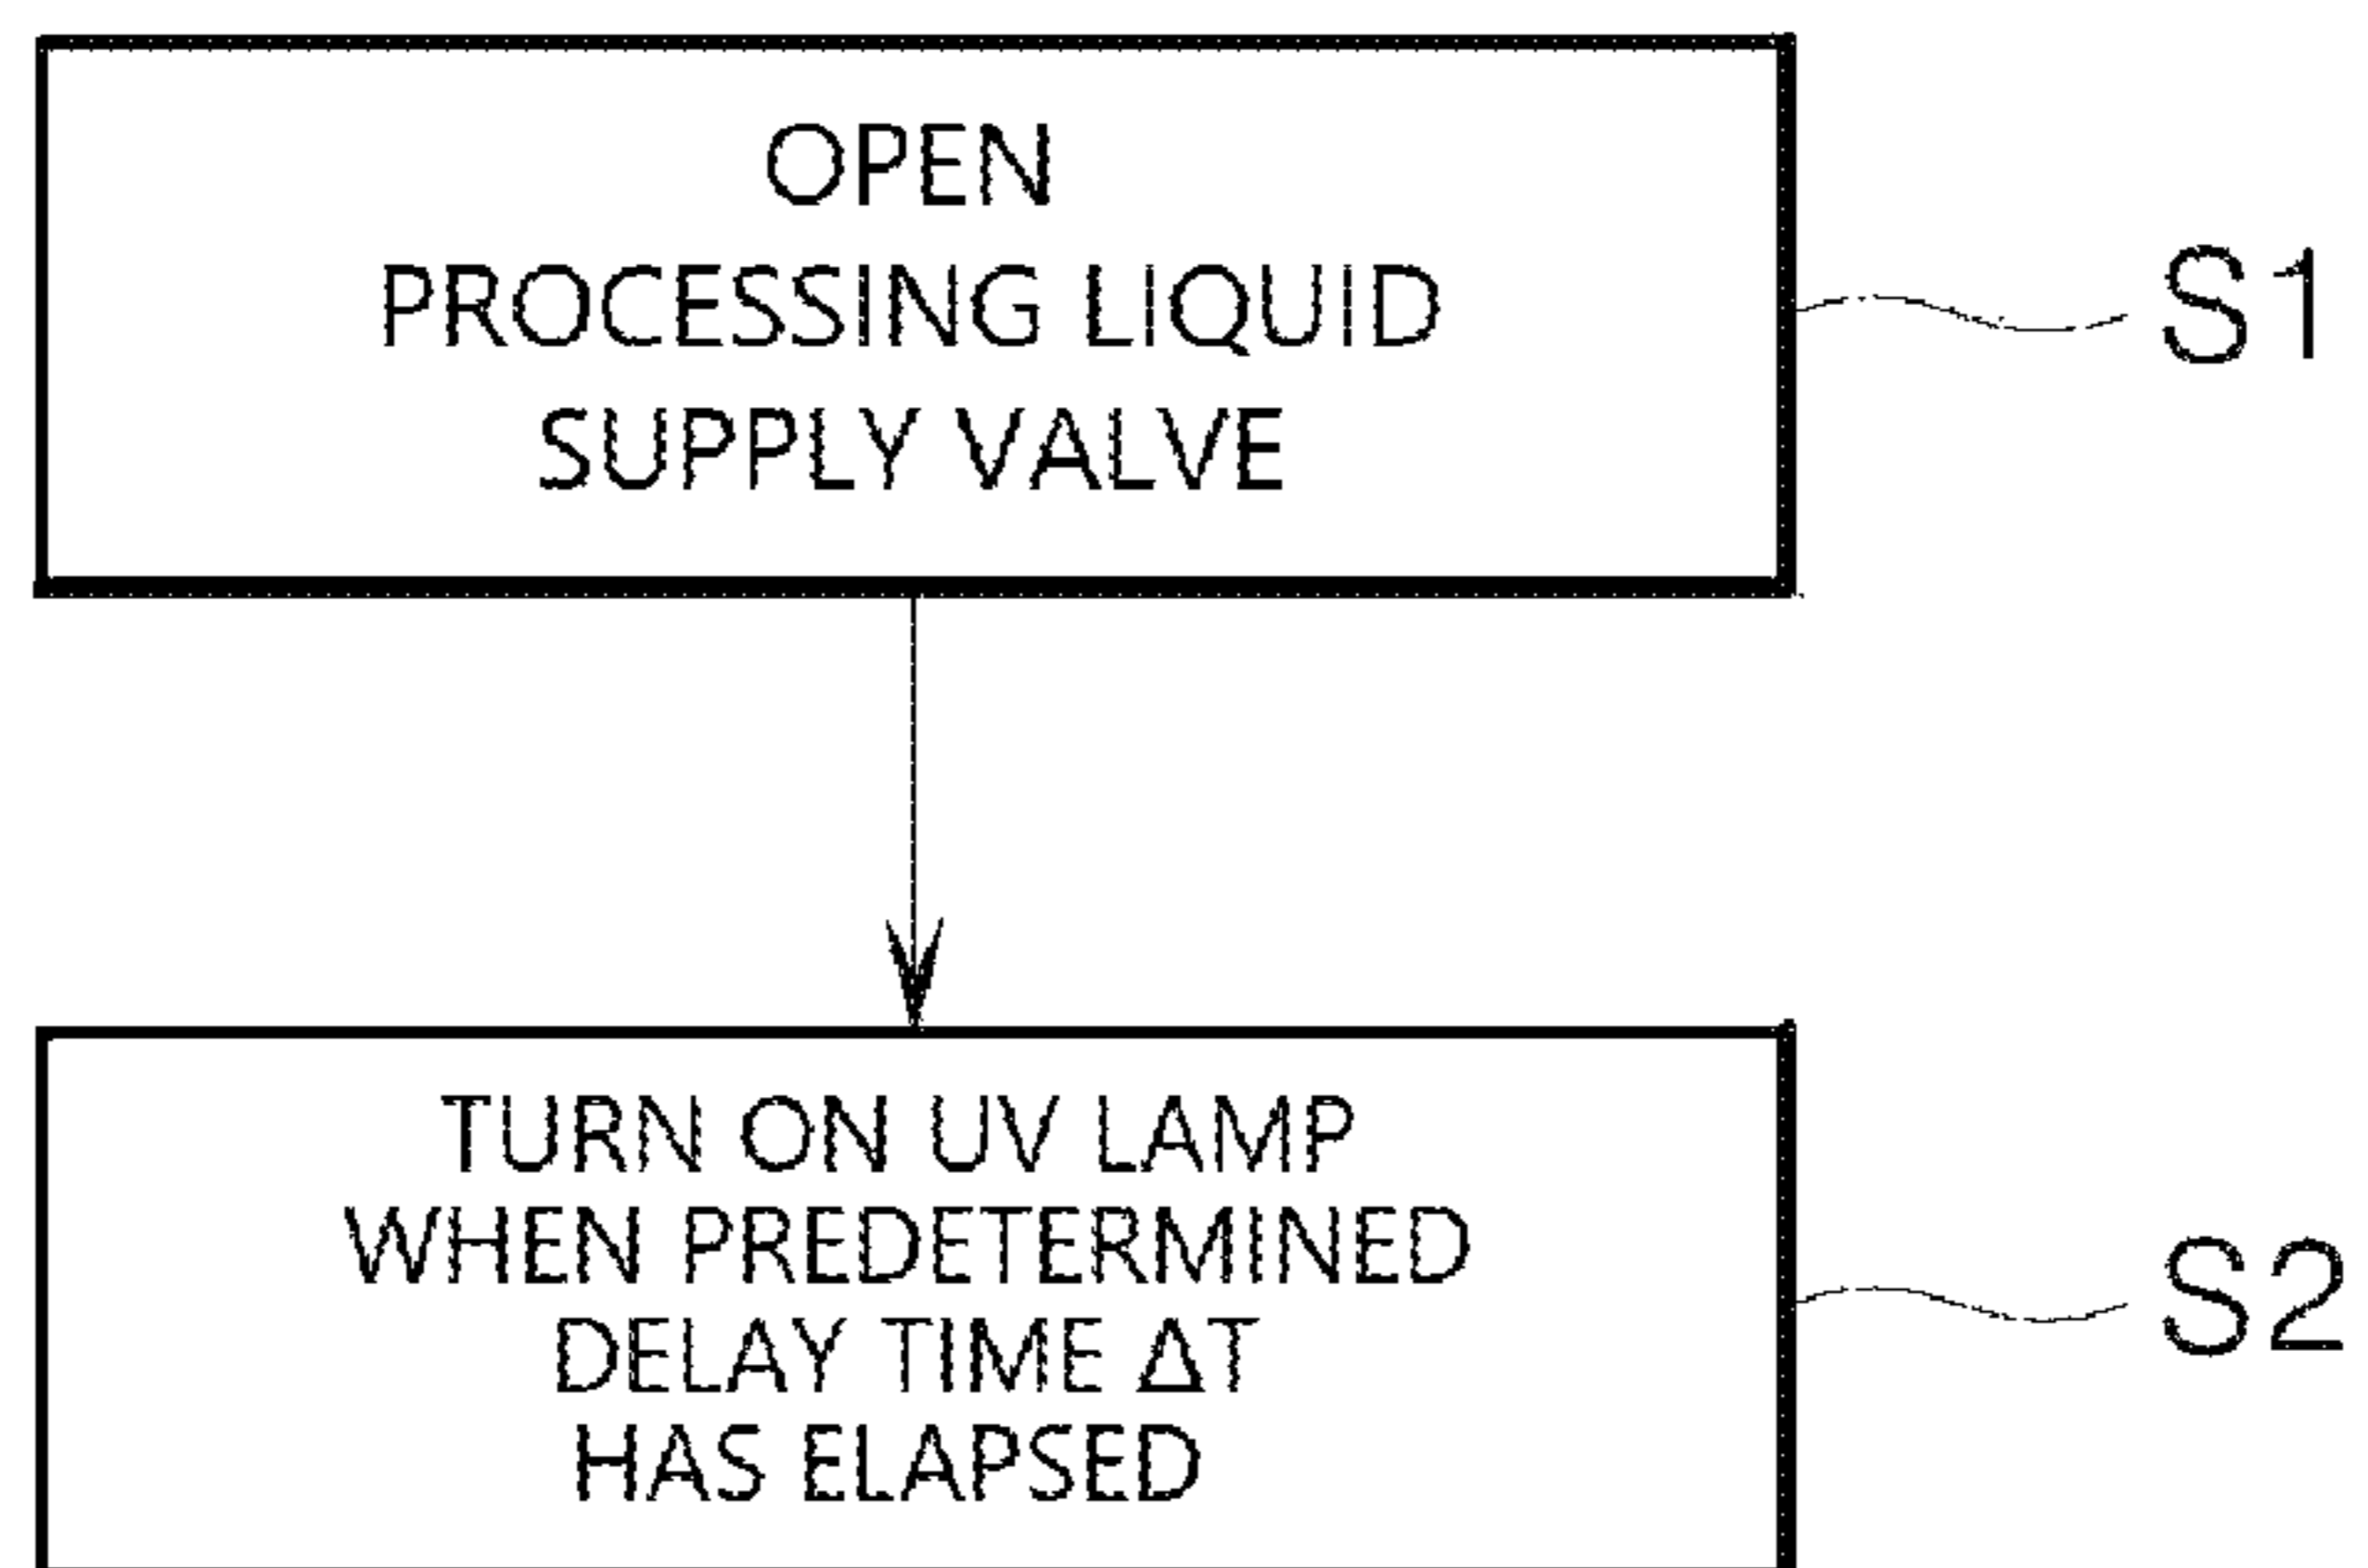 OPEN
PROCESSING LIQUID
SUPPLY VALVE
S1
TURN ON UV LAMP
WHEN PREDETERMINED
DELAY TIME ΔT
HAS ELAPSED
S2